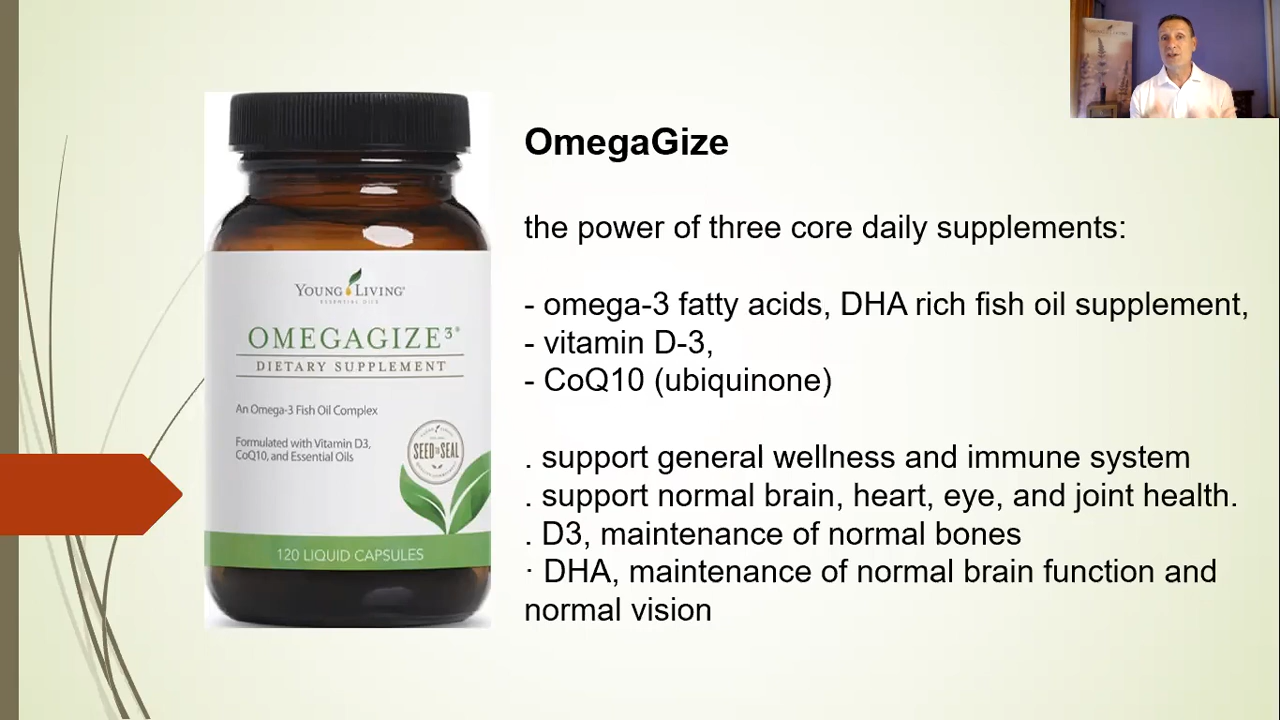 OmegaGize
the power of three core daily supplements:
- omega-3 fatty acids, DHA rich fish oil supplement,
- vitamin D-3,
- CoQ10 (ubiquinone)
. support general wellness and immune system
. support normal brain, heart, eye, and joint health.
. D3, maintenance of normal bones
· DHA, maintenance of normal brain function and
normal vision
YOUNG LIVING®
ESSENTIAL OILS
OMEGAGIZE³®
DIETARY SUPPLEMENT
An Omega-3 Fish Oil Complex
Formulated with Vitamin D3,
CoQ10, and Essential Oils
SEED TO SEAL
120 LIQUID CAPSULES